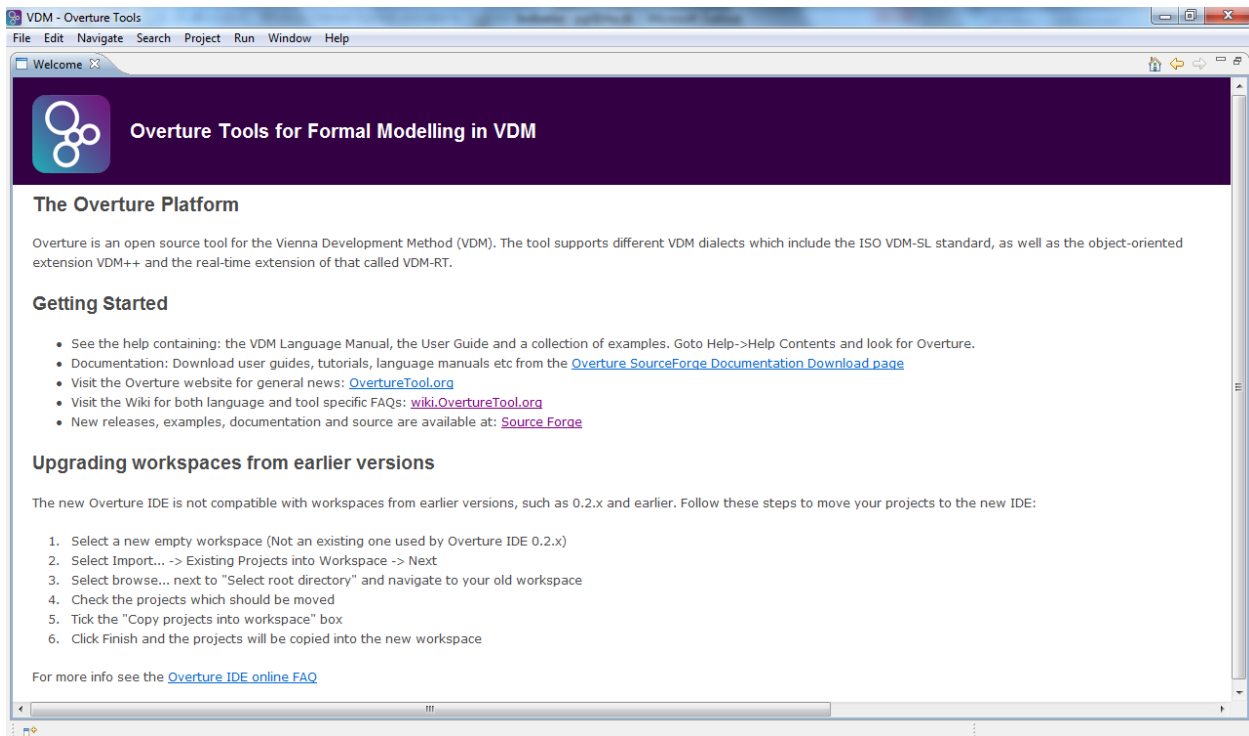 VDM - Overture Tools
File Edit Navigate Search Project Run Window Help
Welcome
Overture Tools for Formal Modelling in VDM
The Overture Platform
Overture is an open source tool for the Vienna Development Method (VDM). The tool supports different VDM dialects which include the ISO VDM-SL standard, as well as the object-oriented
extension VDM++ and the real-time extension of that called VDM-RT.
Getting Started
• See the help containing: the VDM Language Manual, the User Guide and a collection of examples. Goto Help->Help Contents and look for Overture.
• Documentation: Download user guides, tutorials, language manuals etc from the Overture SourceForge Documentation Download page
• Visit the Overture website for general news: OvertureTool.org
• Visit the Wiki for both language and tool specific FAQs: wiki.OvertureTool.org
• New releases, examples, documentation and source are available at: Source Forge
Upgrading workspaces from earlier versions
The new Overture IDE is not compatible with workspaces from earlier versions, such as 0.2.x and earlier. Follow these steps to move your projects to the new IDE:
1. Select a new empty workspace (Not an existing one used by Overture IDE 0.2.x)
2. Select Import... -> Existing Projects into Workspace -> Next
3. Select browse... next to "Select root directory" and navigate to your old workspace
4. Check the projects which should be moved
5. Tick the "Copy projects into workspace" box
6. Click Finish and the projects will be copied into the new workspace
For more info see the Overture IDE online FAQ